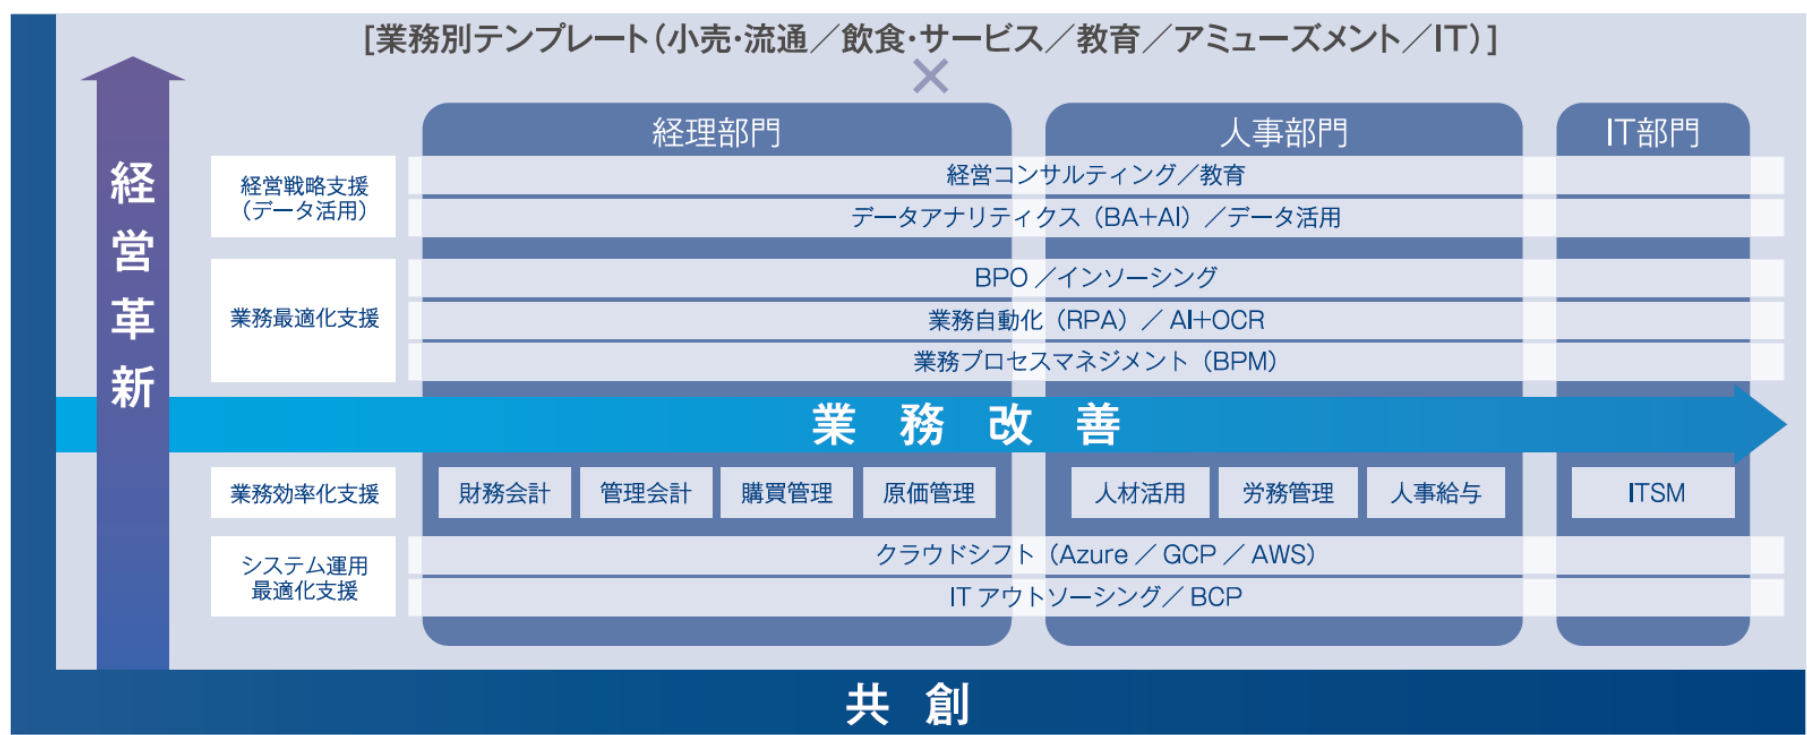 [業務別テンプレート(小売・流通／飲食・サービス／教育／アミューズメント／IT)]
×
経理部門
人事部門
IT部門
経営革新
経営戦略支援
(データ活用)
経営コンサルティング／教育
データアナリティクス(BA+AI)／データ活用
業務最適化支援
BPO／インソーシング
業務自動化(RPA)／AI+OCR
業務プロセスマネジメント(BPM)
業務改善
業務効率化支援
財務会計
管理会計
購買管理
原価管理
人材活用
労務管理
人事給与
ITSM
システム運用
最適化支援
クラウドシフト(Azure／GCP／AWS)
ITアウトソーシング／BCP
共創